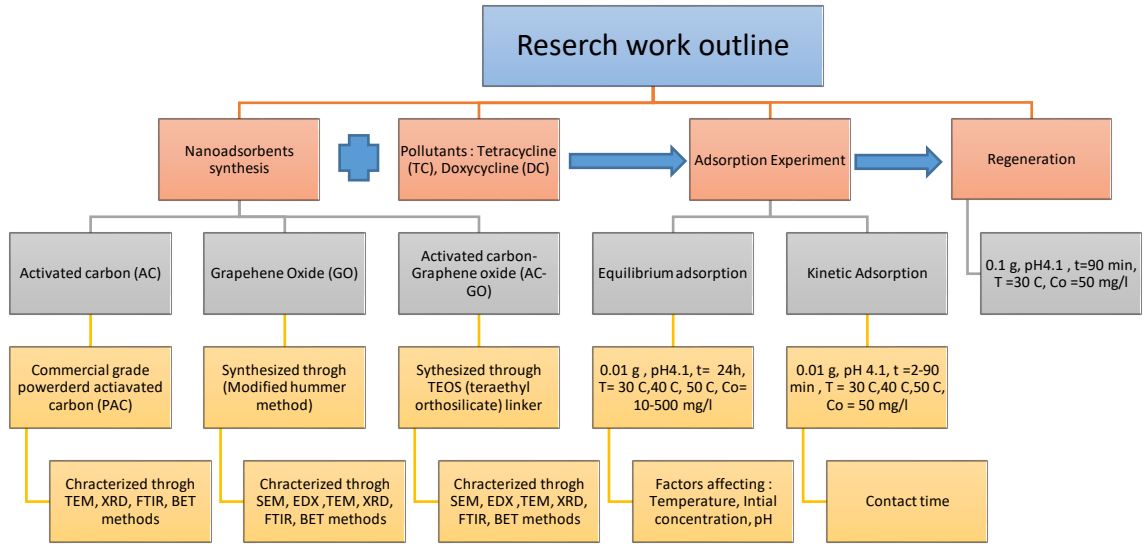 Reserch work outline
Nanoadsorbents
synthesis
Pollutants : Tetracycline
(TC), Doxycycline (DC)
Adsorption Experiment
Regeneration
Activated carbon (AC)
Grapehene Oxide (GO)
Activated carbon-
Graphene oxide (AC-
GO)
Equilibrium adsorption
Kinetic Adsorption
0.1 g, pH4.1 , t=90 min,
T =30 C, Co =50 mg/l
Commercial grade
powerderd actiavated
carbon (PAC)
Synthesized throgh
(Modified hummer
method)
Sythesized through
TEOS (teraethyl
orthosilicate) linker
0.01 g , pH4.1, t= 24h,
T= 30 C,40 C, 50 C, Co=
10-500 mg/l
0.01 g, pH 4.1, t =2-90
min , T = 30 C,40 C,50 C,
Co = 50 mg/l
Chracterized throgh
TEM, XRD, FTIR, BET
methods
Chracterized throgh
SEM, EDX ,TEM, XRD,
FTIR, BET methods
Chracterized throgh
SEM, EDX ,TEM, XRD,
FTIR, BET methods
Factors affecting :
Temperature, Intial
concentration, pH
Contact time